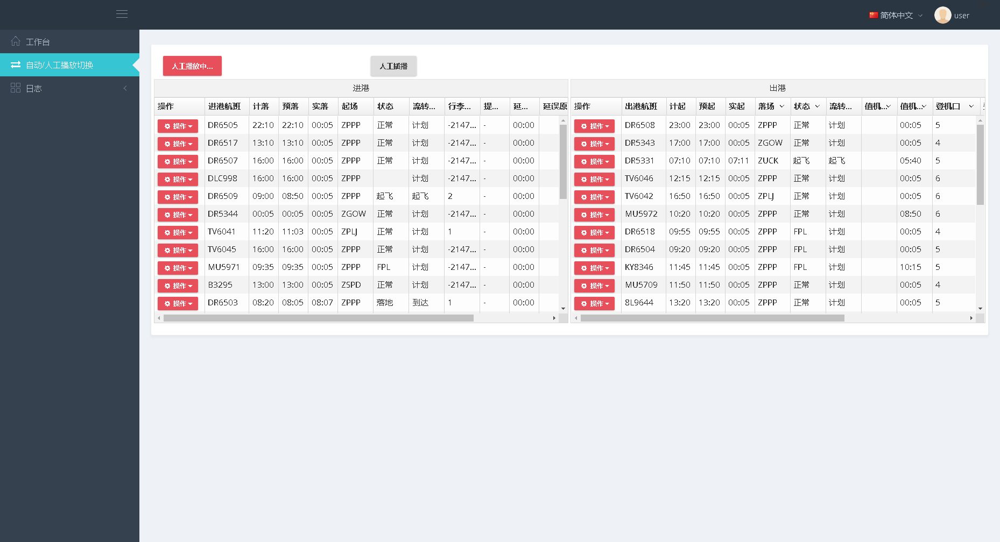 简体中文 user
工作台
自动/人工播放切换
日志
人工播放中... 人工插播
进港
操作 进港航班 计落 预落 实落 起场 状态 流转... 行李... 提... 延... 延误原
操作 DR6505 22:10 22:10 00:05 ZPPP 正常 计划 -2147... - 00:00
操作 DR6517 13:10 13:10 00:05 ZPPP 正常 计划 -2147... - 00:00
操作 DR6507 16:00 16:00 00:05 ZPPP 正常 计划 -2147... - 00:00
操作 DLC998 16:00 16:00 00:05 ZPPP 计划 -2147... - 00:00
操作 DR6509 09:00 08:50 00:05 ZPPP 起飞 起飞 2 - 00:00
操作 DR5344 00:05 00:05 00:05 ZGOW 正常 计划 -2147... - 00:00
操作 TV6041 11:20 11:03 00:05 ZPLJ 正常 计划 1 - 00:00
操作 TV6045 16:00 16:00 00:05 ZPPP 正常 计划 -2147... - 00:00
操作 MU5971 09:35 09:35 00:05 ZPPP FPL 计划 -2147... - 00:00
操作 B3295 13:00 13:00 00:05 ZSPD 正常 计划 -2147... - 00:00
操作 DR6503 08:20 08:05 08:07 ZPPP 落地 到达 1 - 00:00
出港
操作 出港航班 计起 预起 实起 落场 状态 流转... 值机... 值机... 登机口
操作 DR6508 23:00 23:00 00:05 ZPPP 正常 计划 00:05 5
操作 DR5343 17:00 17:00 00:05 ZGOW 正常 计划 00:05 4
操作 DR5331 07:10 07:10 07:11 ZUCK 起飞 起飞 05:40 5
操作 TV6046 12:15 12:15 00:05 ZPPP 正常 计划 00:05 6
操作 TV6042 16:50 16:50 00:05 ZPLJ 正常 计划 00:05 6
操作 MU5972 10:20 10:20 00:05 ZPPP 正常 计划 08:50 6
操作 DR6518 09:55 09:55 00:05 ZPPP FPL 计划 00:05 4
操作 DR6504 09:20 09:20 00:05 ZPPP FPL 计划 00:05 5
操作 KY8346 11:45 11:45 00:05 ZPPP FPL 计划 10:15 5
操作 MU5709 11:50 11:50 00:05 ZPPP 正常 计划 00:05 4
操作 8L9644 13:20 13:20 00:05 ZPPP 正常 计划 00:05 5